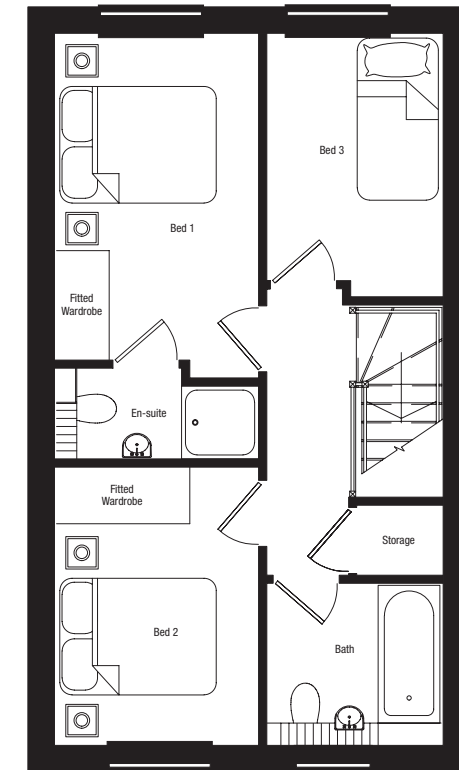 Bed 3
Bed 1
Fitted
Wardrobe
En-suite
Fitted
Wardrobe
Storage
Bed 2
Bath